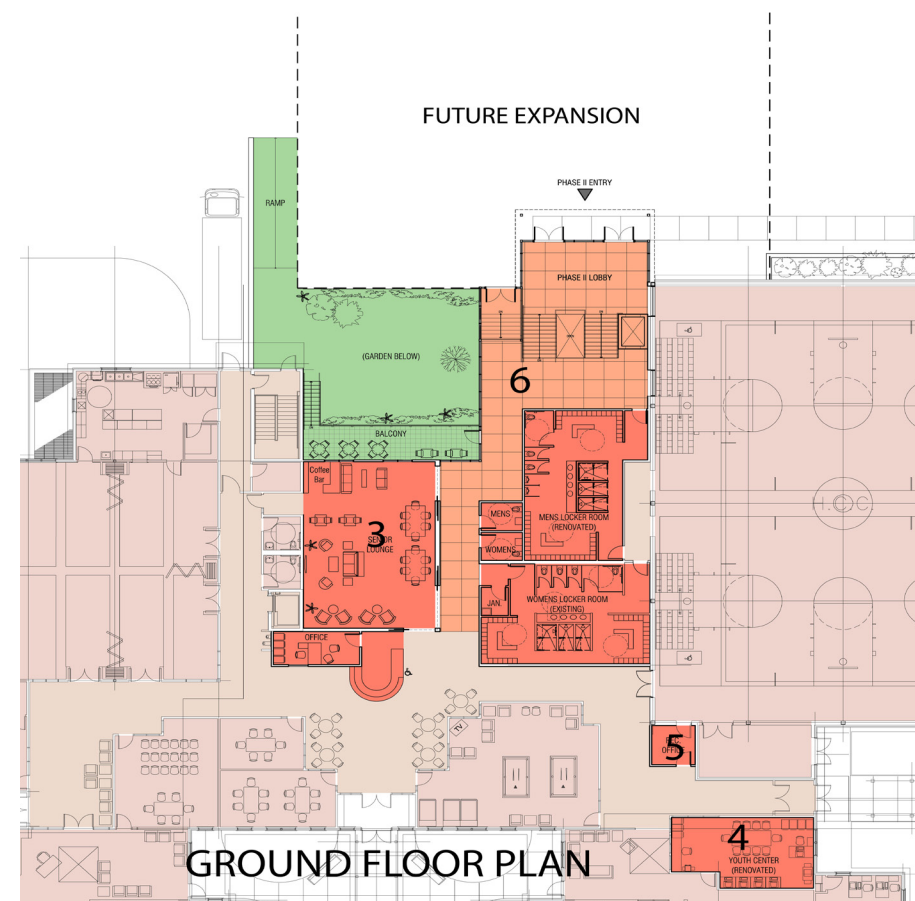 FUTURE EXPANSION
PHASE II ENTRY
RAMP
PHASE II LOBBY
(GARDEN BELOW)
6
BALCONY
Coffee
Bar
3
SENIOR
LOUNGE
MENS
MENS LOCKER ROOM
(RENOVATED)
WOMENS
JAN.
WOMENS LOCKER ROOM
(EXISTING)
OFFICE
TV
5
OFFICE
4
YOUTH CENTER
(RENOVATED)
GROUND FLOOR PLAN